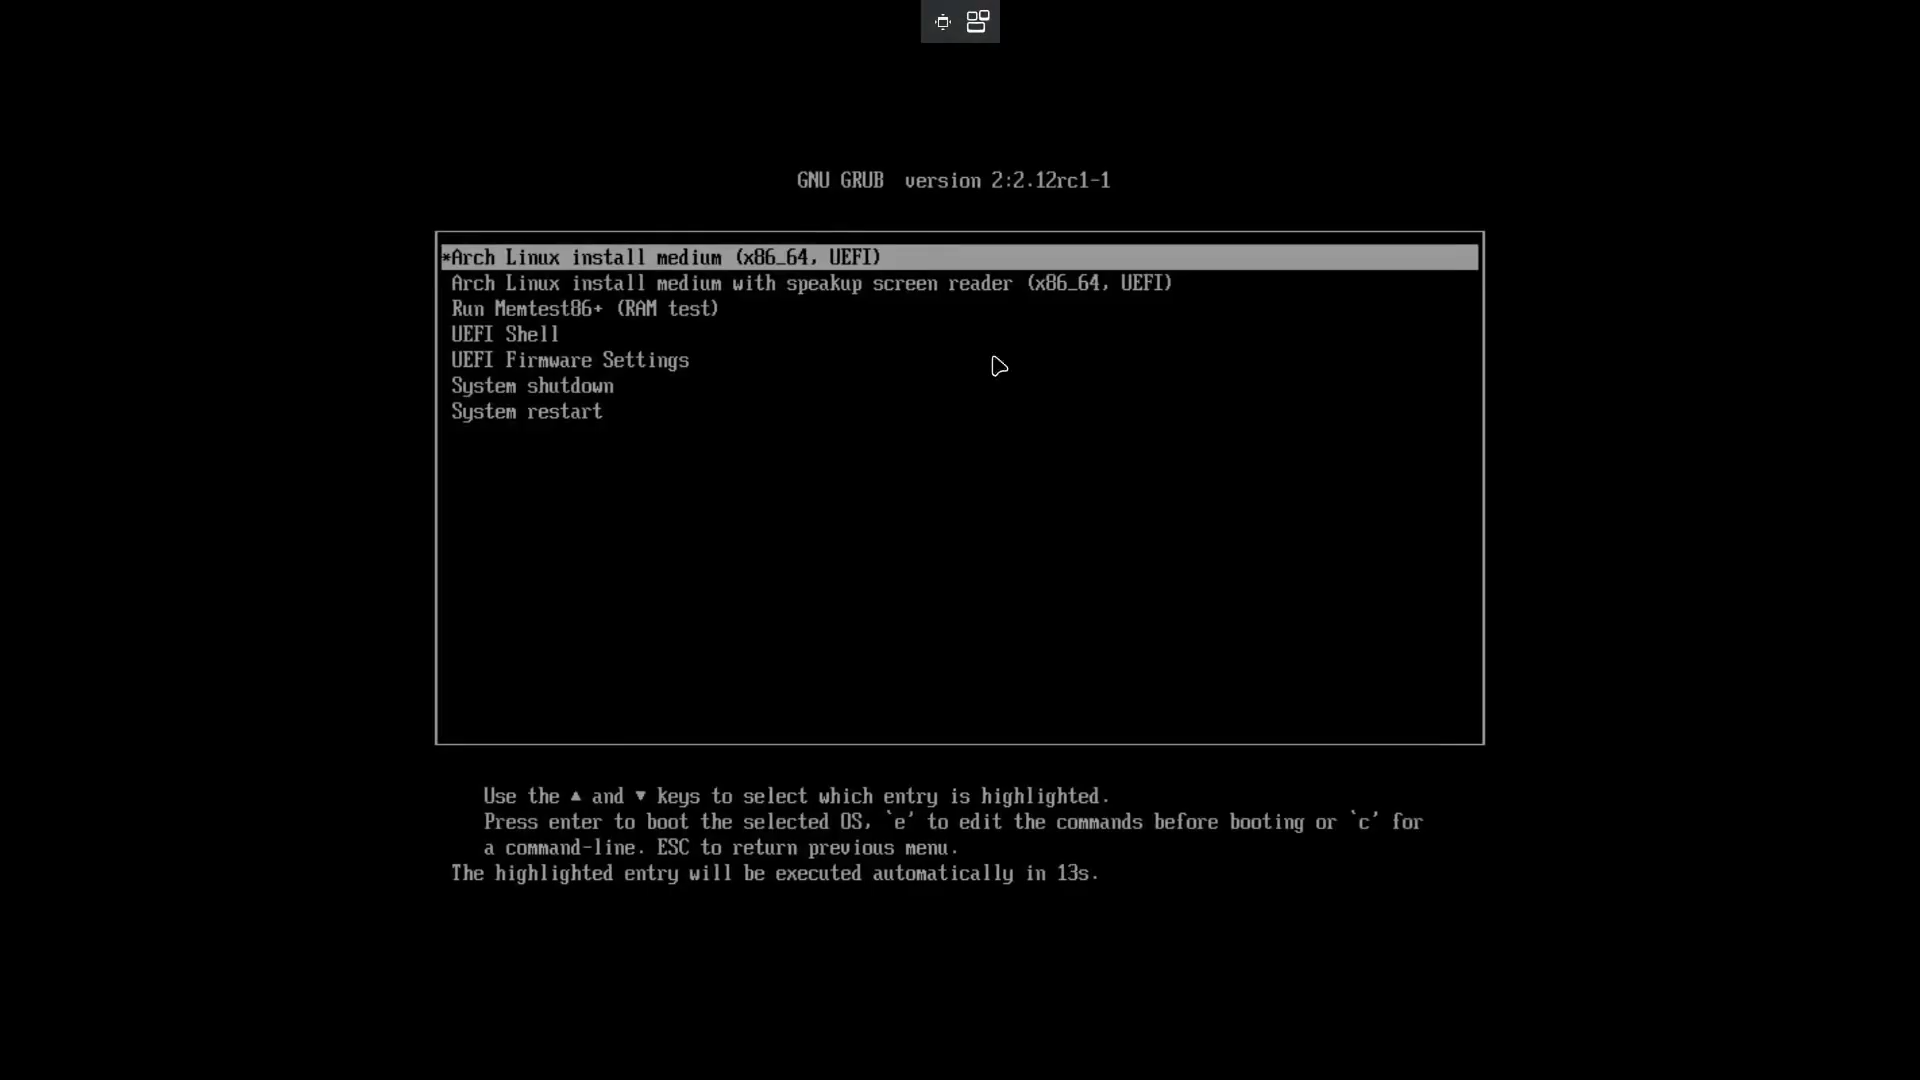 GNU GRUB  version 2:2.12rc1-1
*Arch Linux install medium (x86_64, UEFI)
Arch Linux install medium with speakup screen reader (x86_64, UEFI)
Run Memtest86+ (RAM test)
UEFI Shell
UEFI Firmware Settings
System shutdown
System restart
Use the ▲ and ▼ keys to select which entry is highlighted.
Press enter to boot the selected OS, `e' to edit the commands before booting or `c' for
a command-line. ESC to return previous menu.
The highlighted entry will be executed automatically in 13s.